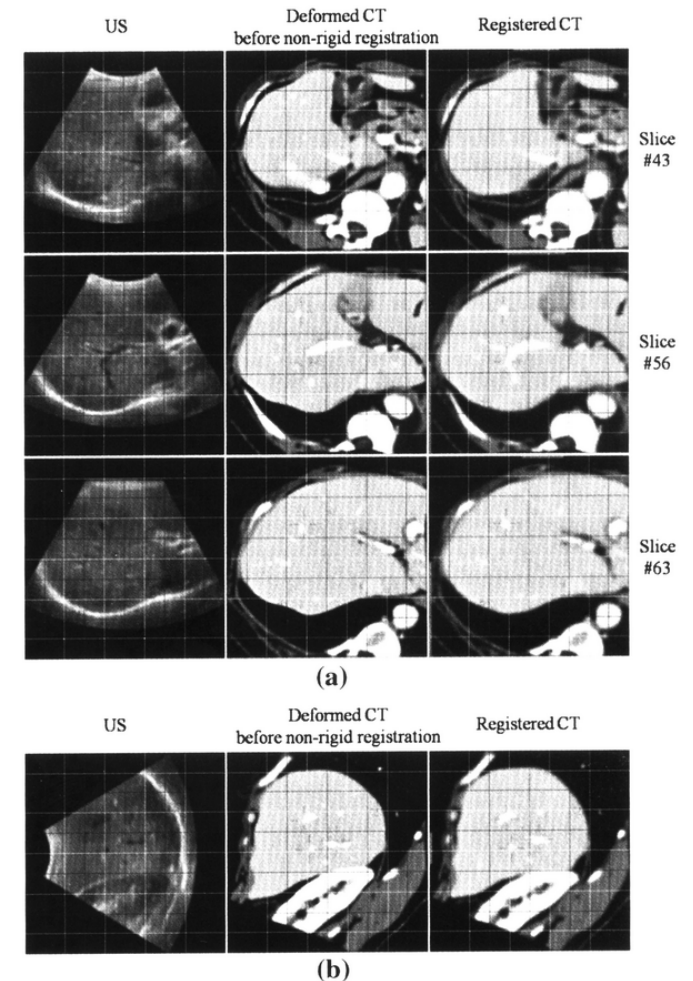 US
Deformed CT
before non-rigid registration
Registered CT
Slice
#43
Slice
#56
Slice
#63
(a)
US
Deformed CT
before non-rigid registration
Registered CT
(b)